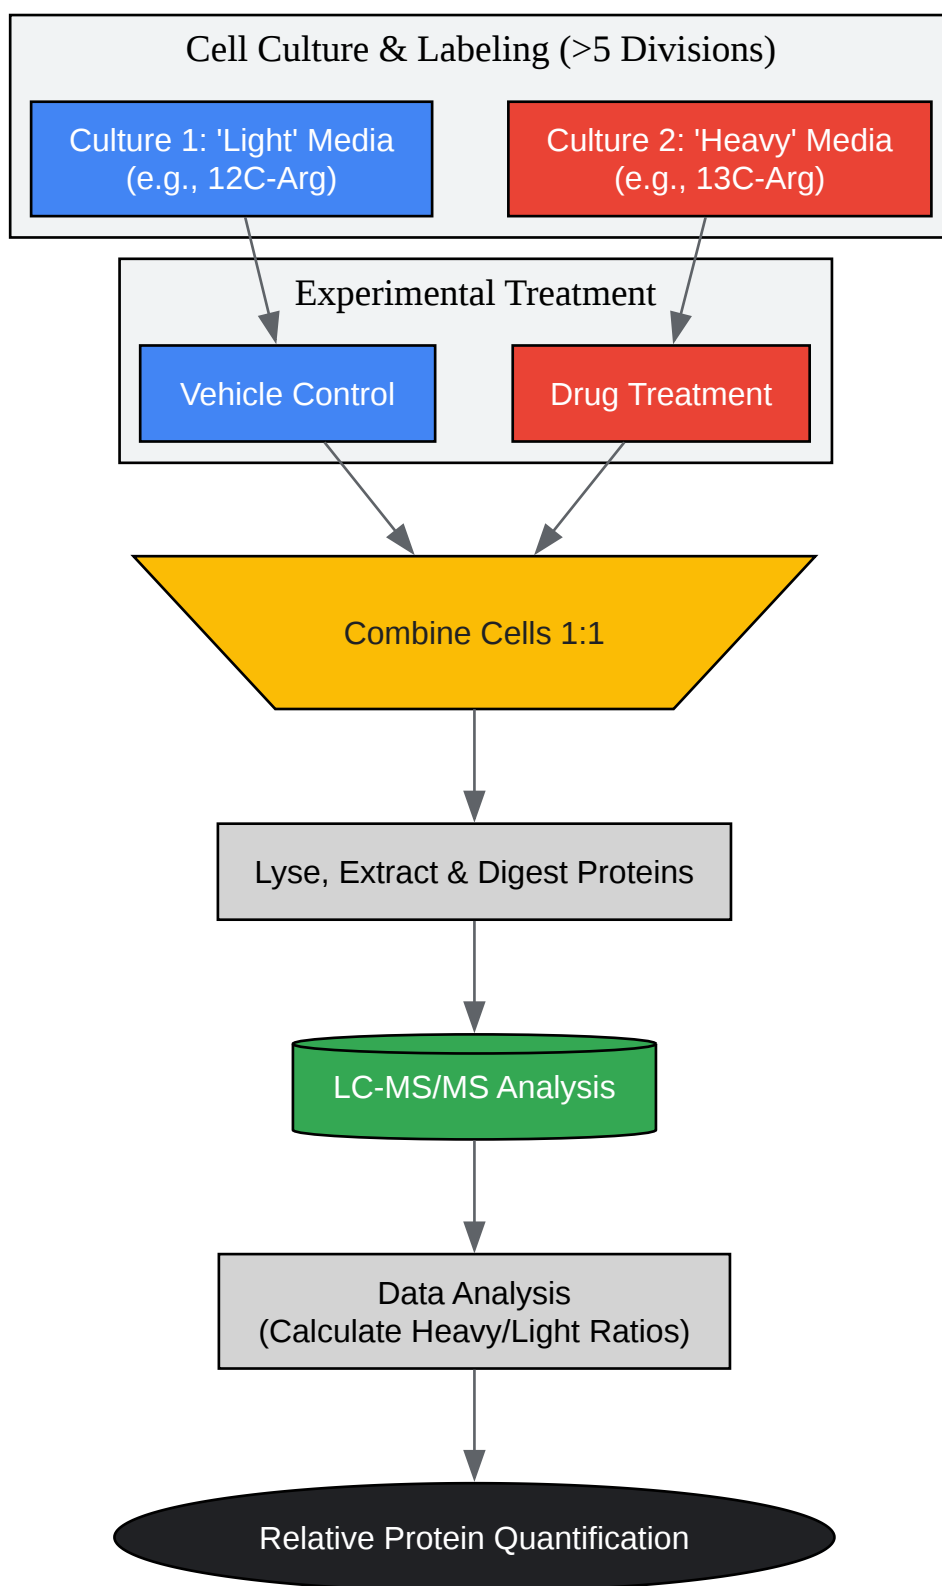 Cell Culture & Labeling (>5 Divisions)
Culture 1: 'Light' Media
(e.g., 12C-Arg)
Culture 2: 'Heavy' Media
(e.g., 13C-Arg)
Experimental Treatment
Vehicle Control
Drug Treatment
Combine Cells 1:1
Lyse, Extract & Digest Proteins
LC-MS/MS Analysis
Data Analysis
(Calculate Heavy/Light Ratios)
Relative Protein Quantification